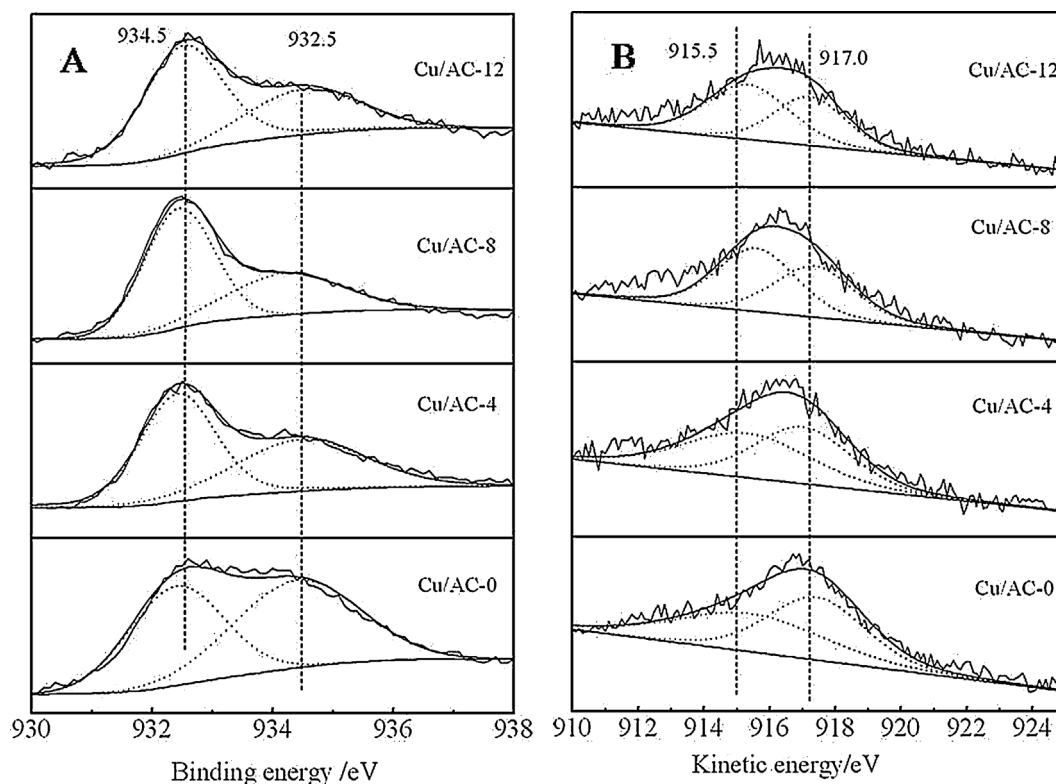 A
934.5
932.5
Cu/AC-12
Cu/AC-8
Cu/AC-4
Cu/AC-0
930 932 934 936 938
Binding energy /eV
B
915.5
917.0
Cu/AC-12
Cu/AC-8
Cu/AC-4
Cu/AC-0
910 912 914 916 918 920 922 924
Kinetic energy/eV